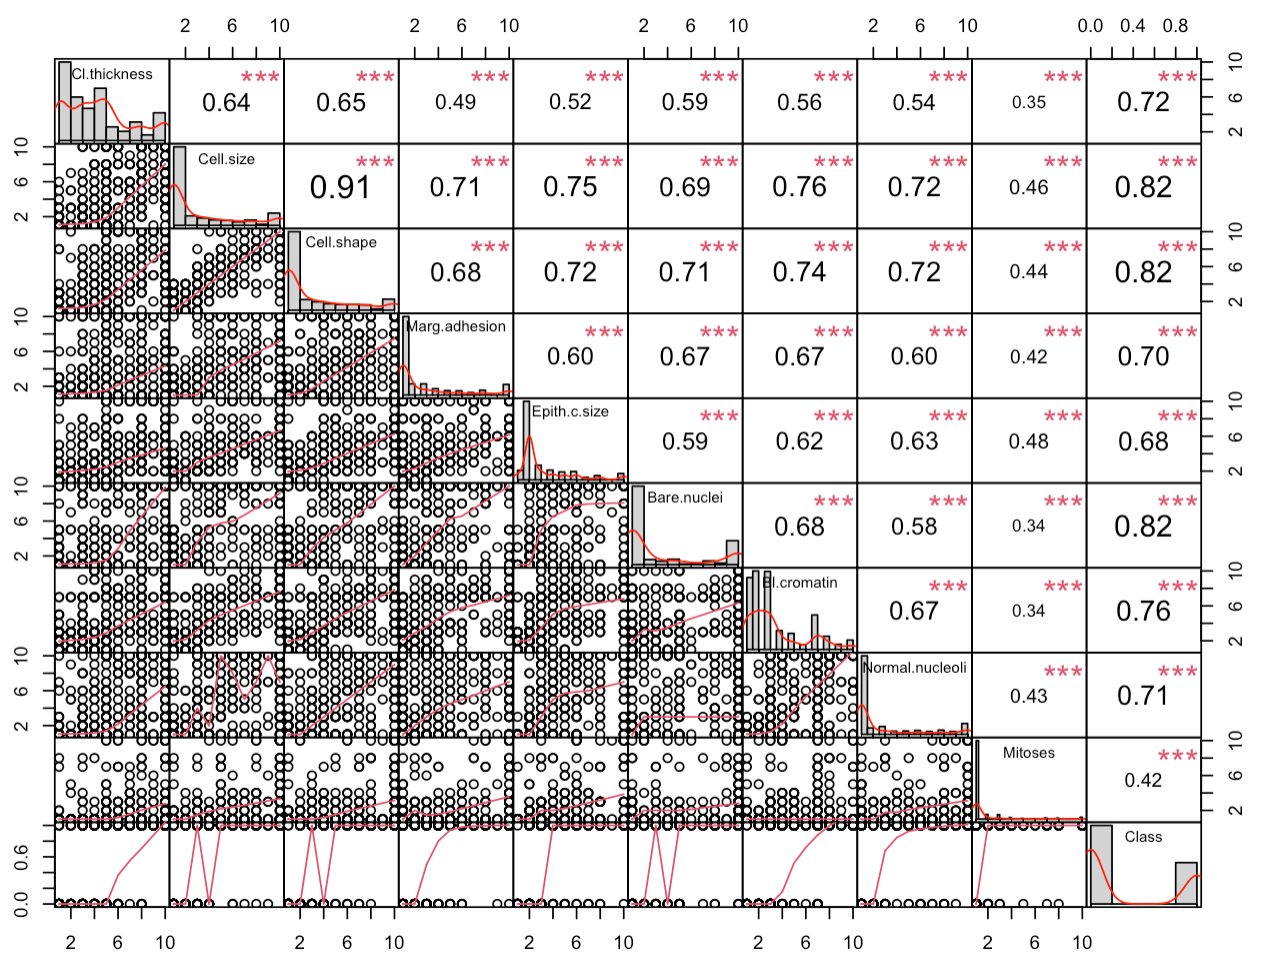 2 6 10 2 6 10 2 6 10 2 6 10 0.0 0.4 0.8
Cl.thickness *** 0.64 *** 0.65 *** 0.49 *** 0.52 *** 0.59 *** 0.56 *** 0.54 *** 0.35 *** 0.72 2 6 10
2 6 10 Cell.size *** 0.91 *** 0.71 *** 0.75 *** 0.69 *** 0.76 *** 0.72 *** 0.46 *** 0.82
Cell.shape *** 0.68 *** 0.72 *** 0.71 *** 0.74 *** 0.72 *** 0.44 *** 0.82 2 6 10
2 6 10 Marg.adhesion *** 0.60 *** 0.67 *** 0.67 *** 0.60 *** 0.42 *** 0.70
Epith.c.size *** 0.59 *** 0.62 *** 0.63 *** 0.48 *** 0.68 2 6 10
2 6 10 Bare.nuclei *** 0.68 *** 0.58 *** 0.34 *** 0.82
Bl.cromatin *** 0.67 *** 0.34 *** 0.76 2 6 10
2 6 10 Normal.nucleoli *** 0.43 *** 0.71
Mitoses *** 0.42 2 6 10
0.0 0.6 Class
2 6 10 2 6 10 2 6 10 2 6 10 2 6 10